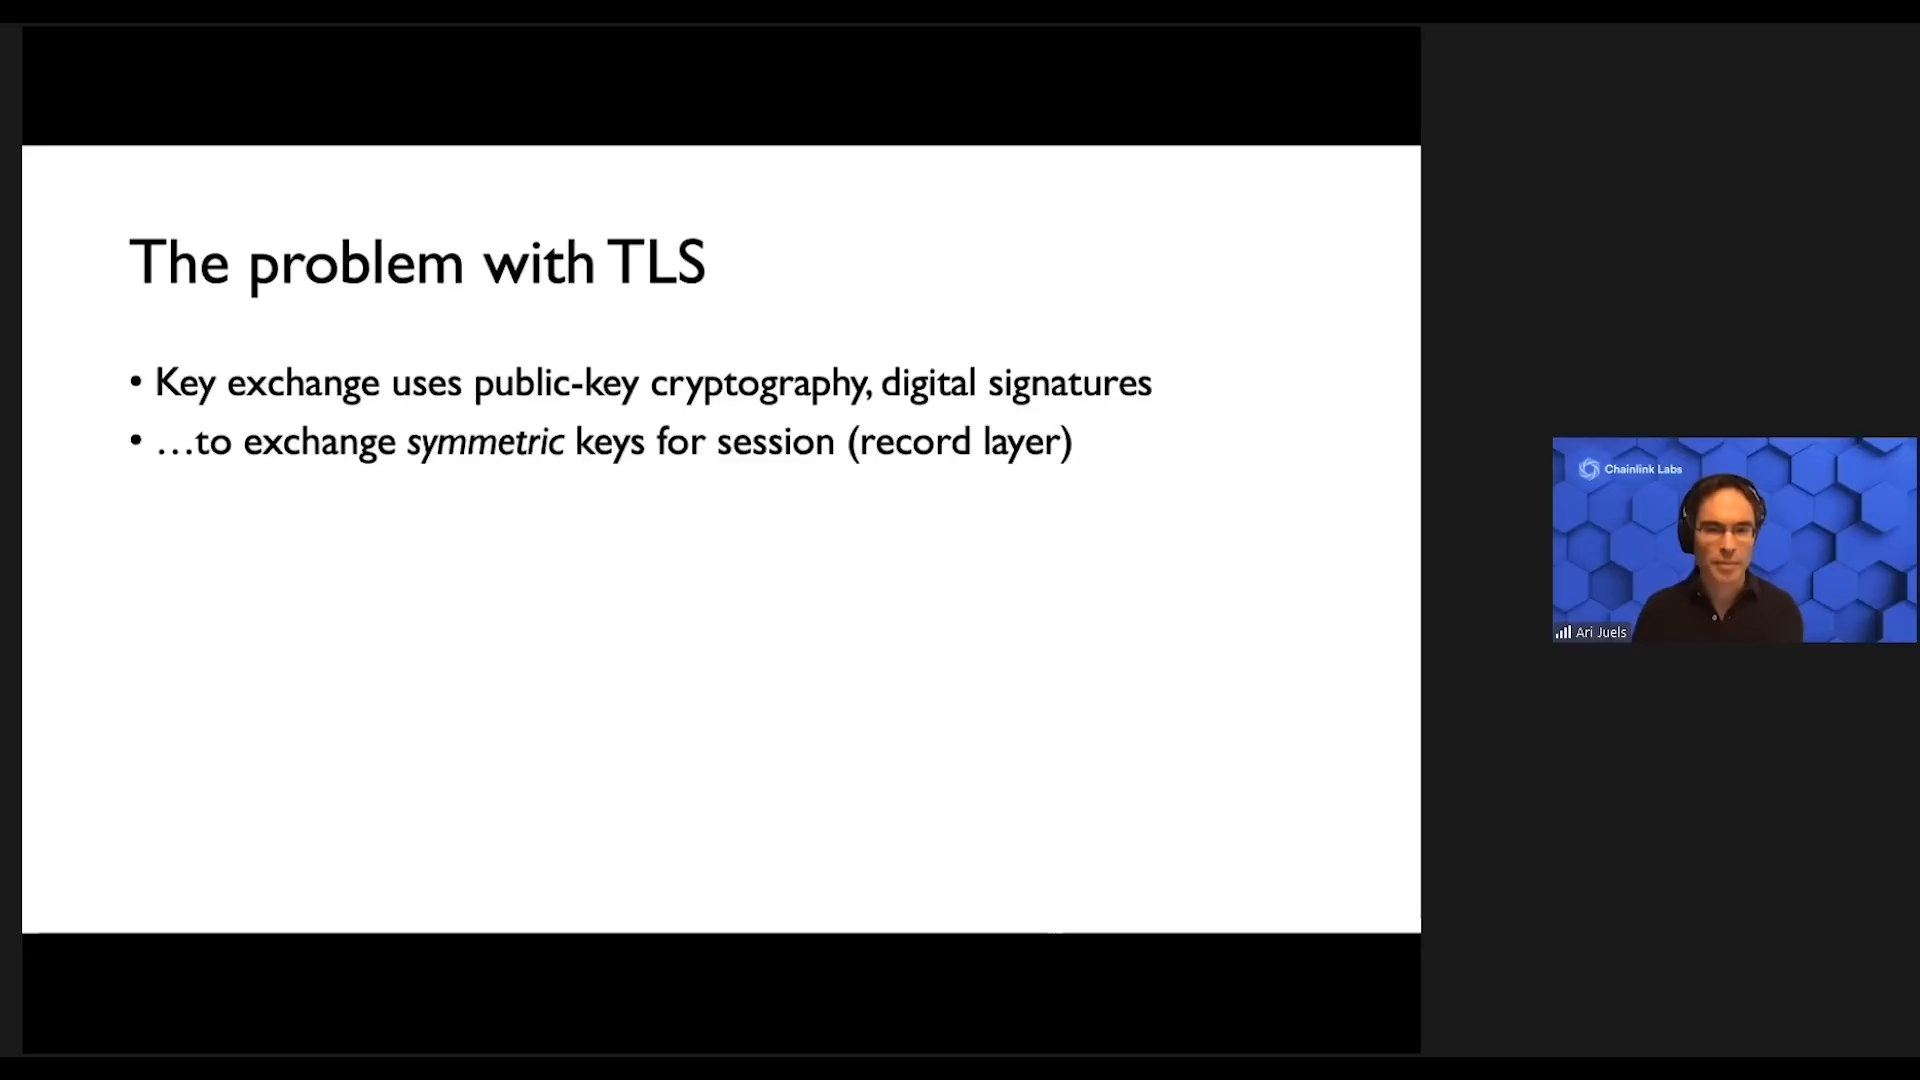 The problem with TLS
• Key exchange uses public-key cryptography, digital signatures
• …to exchange symmetric keys for session (record layer)
Chainlink Labs
Ari Juels